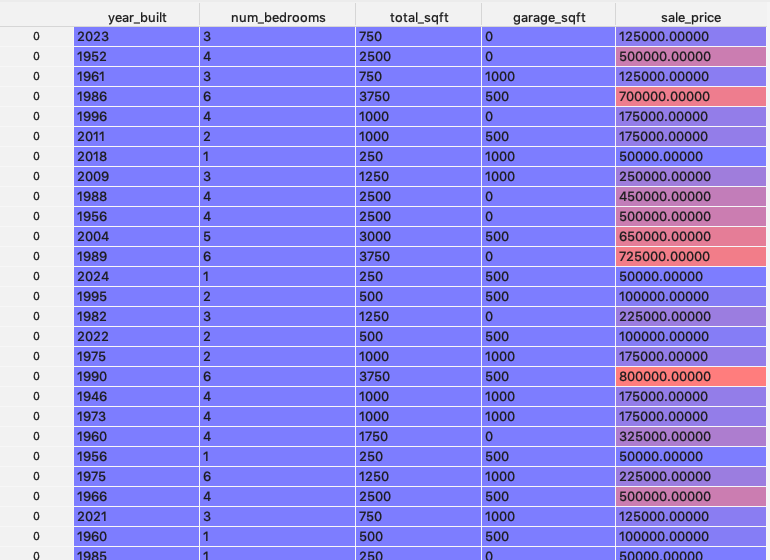 year_built num_bedrooms total_sqft garage_sqft sale_price
0 2023 3 750 0 125000.00000
0 1952 4 2500 0 500000.00000
0 1961 3 750 1000 125000.00000
0 1986 6 3750 500 700000.00000
0 1996 4 1000 0 175000.00000
0 2011 2 1000 500 175000.00000
0 2018 1 250 1000 50000.00000
0 2009 3 1250 1000 250000.00000
0 1988 4 2500 0 450000.00000
0 1956 4 2500 0 500000.00000
0 2004 5 3000 500 650000.00000
0 1989 6 3750 0 725000.00000
0 2024 1 250 500 50000.00000
0 1995 2 500 500 100000.00000
0 1982 3 1250 0 225000.00000
0 2022 2 500 500 100000.00000
0 1975 2 1000 1000 175000.00000
0 1990 6 3750 500 800000.00000
0 1946 4 1000 1000 175000.00000
0 1973 4 1000 1000 175000.00000
0 1960 4 1750 0 325000.00000
0 1956 1 250 500 50000.00000
0 1975 6 1250 1000 225000.00000
0 1966 4 2500 500 500000.00000
0 2021 3 750 1000 125000.00000
0 1960 1 500 500 100000.00000
0 1985 1 250 0 50000.00000